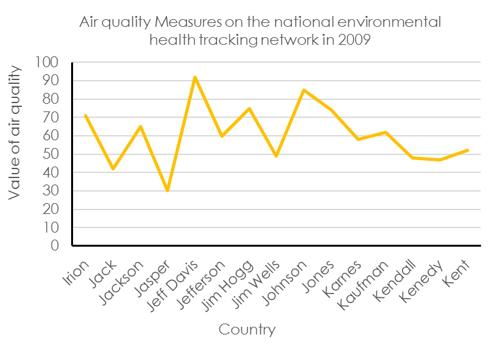 Air quality Measures on the national environmental
health tracking network in 2009
Value of air quality
100
90
80
70
60
50
40
30
20
10
0
Irion
Jack
Jackson
Jasper
Jeff Davis
Jefferson
Jim Hogg
Jim Wells
Johnson
Jones
Karnes
Kaufman
Kendall
Kenedy
Kent
Country